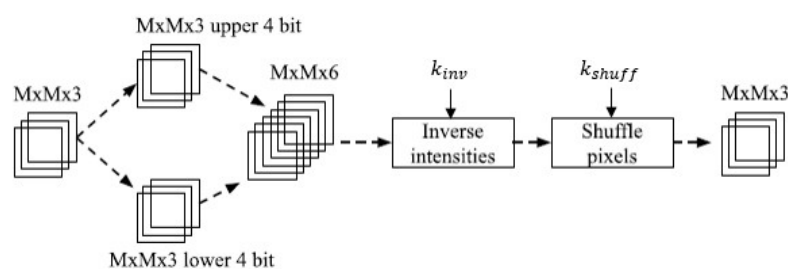 MxMx3 upper 4 bit
MxMx3
MxMx6
k_inv
k_shuff
MxMx3
Inverse
intensities
Shuffle
pixels
MxMx3 lower 4 bit